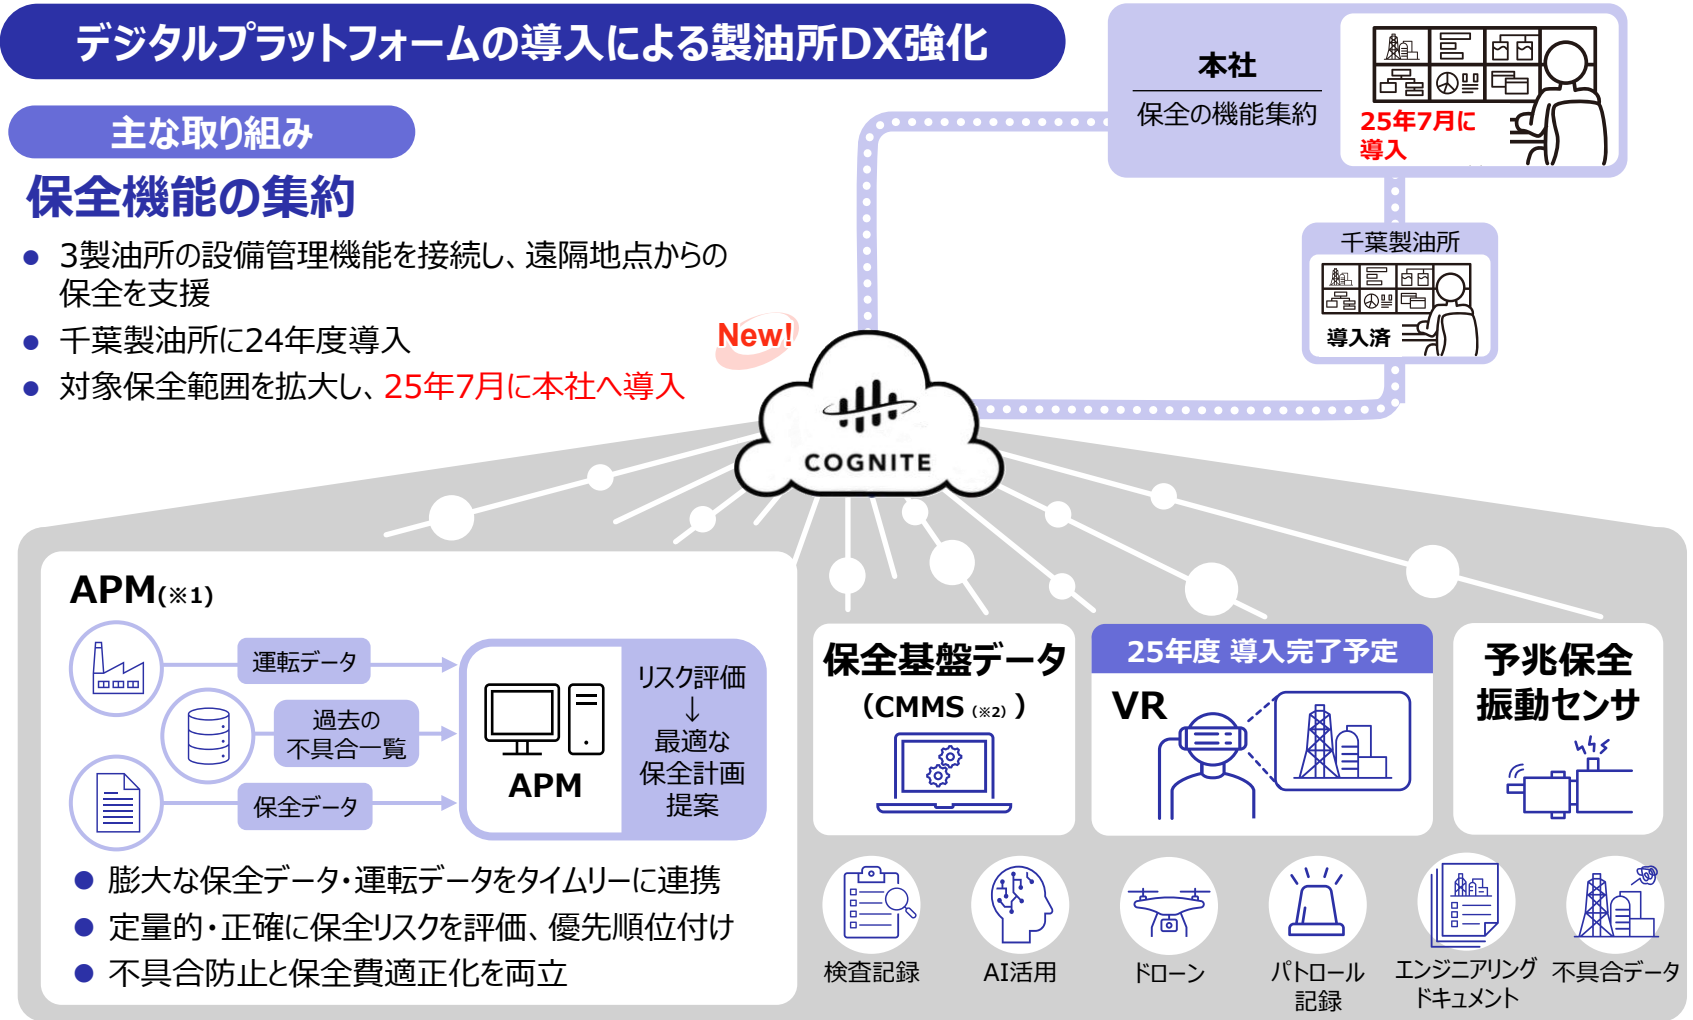 デジタルプラットフォームの導入による製油所DX強化
主な取り組み
保全機能の集約
● 3製油所の設備管理機能を接続し、遠隔地点からの
保全を支援
● 千葉製油所に24年度導入
● 対象保全範囲を拡大し、25年7月に本社へ導入
本社
保全の機能集約
25年7月に
導入
千葉製油所
導入済
New!
COGNITE
APM(※1)
運転データ
過去の
不具合一覧
保全データ
APM
リスク評価
↓
最適な
保全計画
提案
● 膨大な保全データ・運転データをタイムリーに連携
● 定量的・正確に保全リスクを評価、優先順位付け
● 不具合防止と保全費適正化を両立
保全基盤データ
（CMMS（※2））
25年度 導入完了予定
VR
予兆保全
振動センサ
検査記録
AI活用
ドローン
パトロール
記録
エンジニアリング
ドキュメント
不具合データ